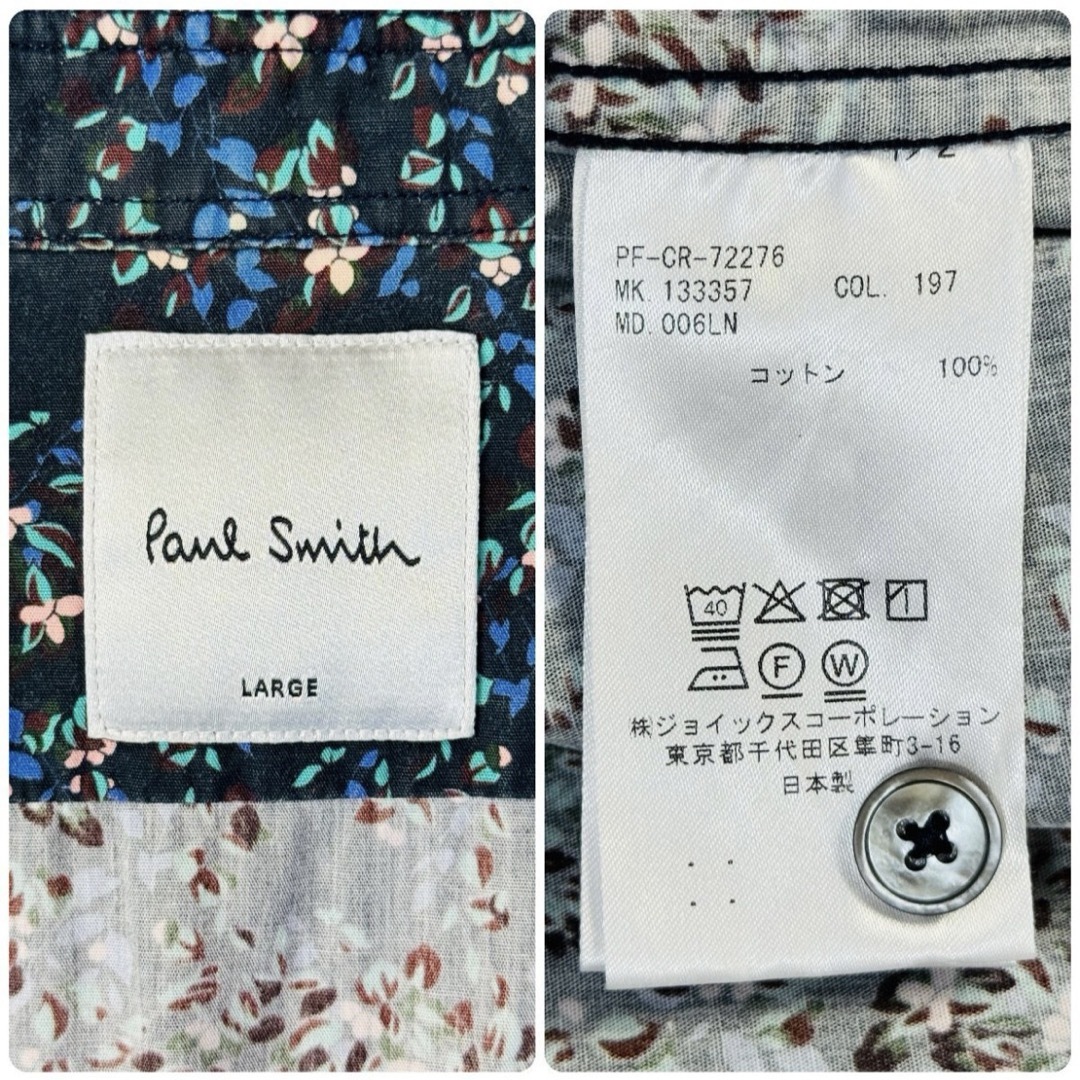 Paul Smith
LARGE
PF-CR-72276
MK. 133357 COL. 197
MD. 006LN
コットン 100%
40
F W
株ジョイックスコーポレーション
東京都千代田区隼町3-16
日本製